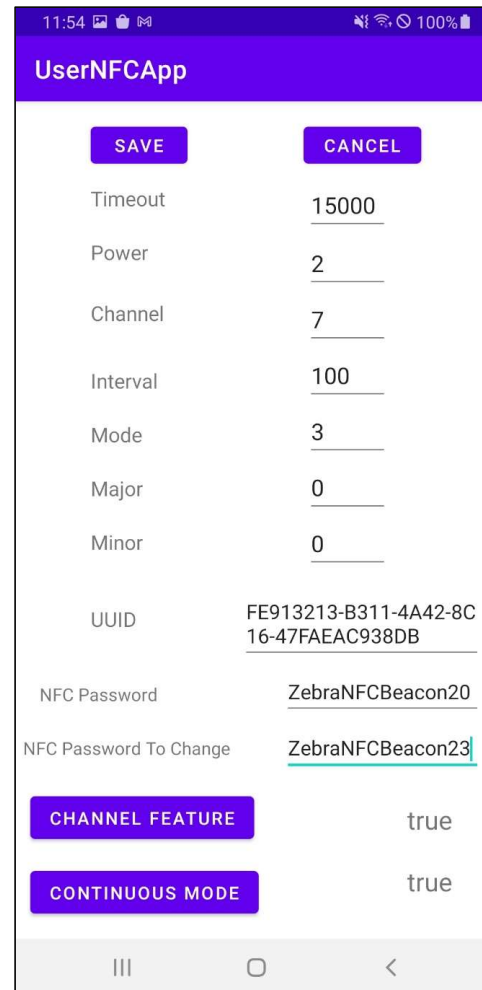 11:54 100%
UserNFCApp
SAVE CANCEL
Timeout 15000
Power 2
Channel 7
Interval 100
Mode 3
Major 0
Minor 0
UUID FE913213-B311-4A42-8C
16-47FAEAC938DB
NFC Password ZebraNFCBeacon20
NFC Password To Change ZebraNFCBeacon23
CHANNEL FEATURE true
CONTINUOUS MODE true